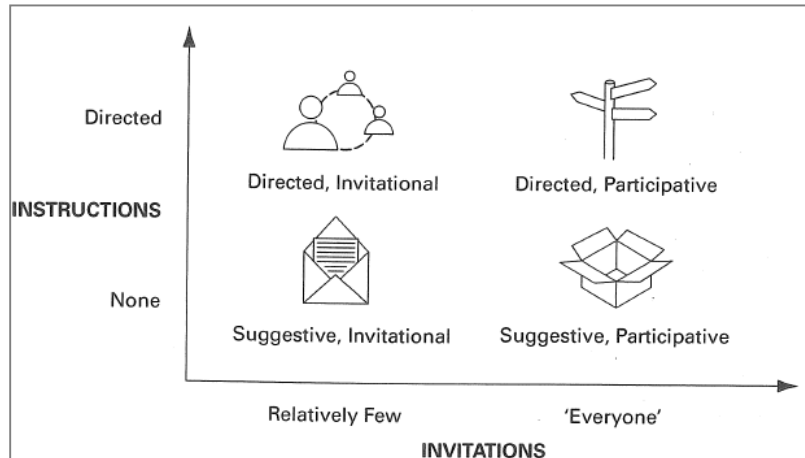 Directed
Directed, Invitational
Directed, Participative
INSTRUCTIONS
None
Suggestive, Invitational
Suggestive, Participative
Relatively Few
'Everyone'
INVITATIONS